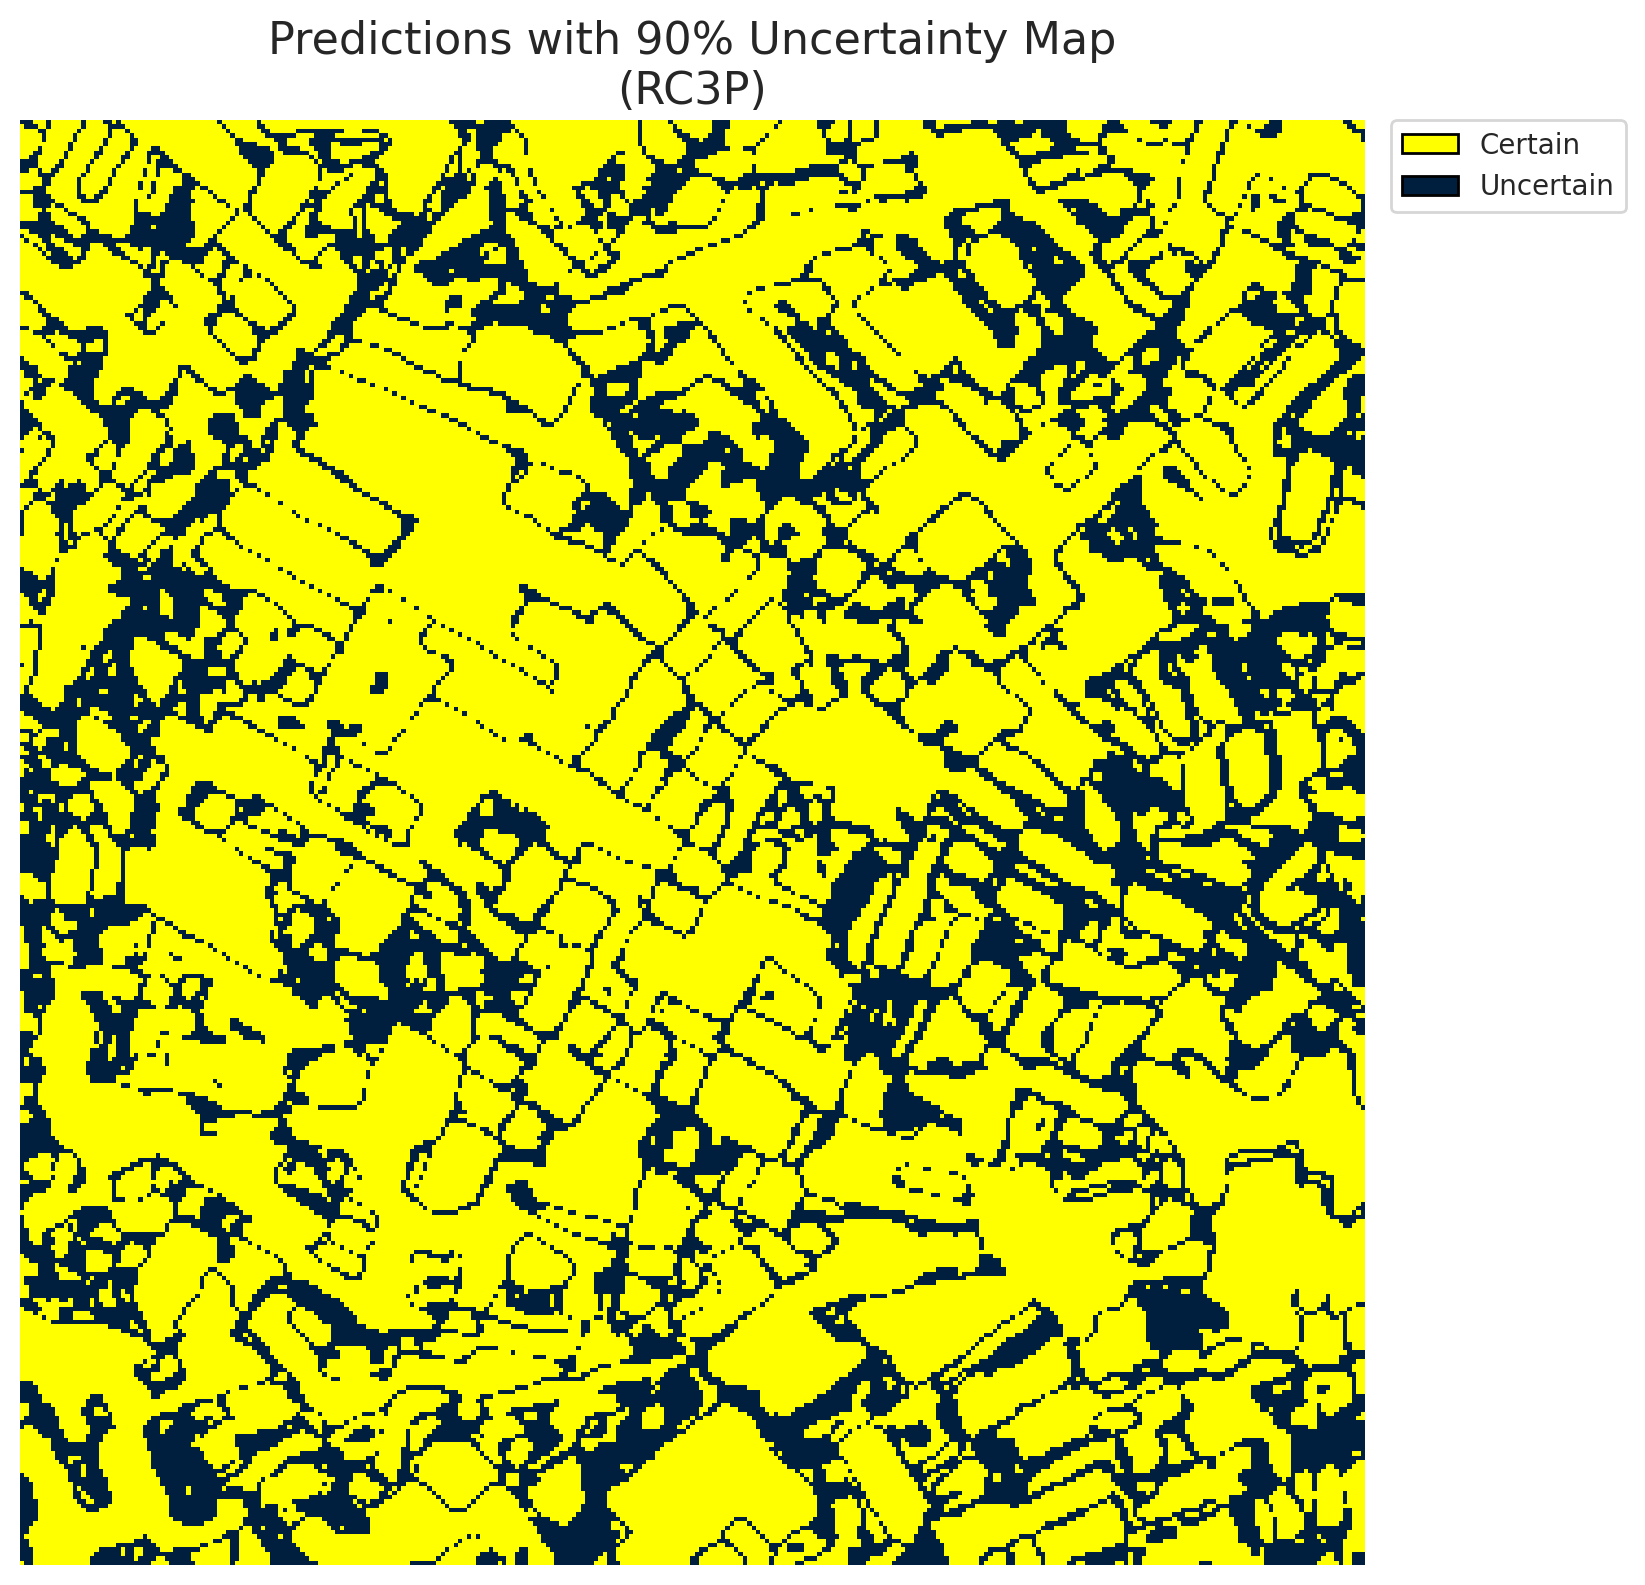 Predictions with 90% Uncertainty Map
(RC3P)
Certain
Uncertain